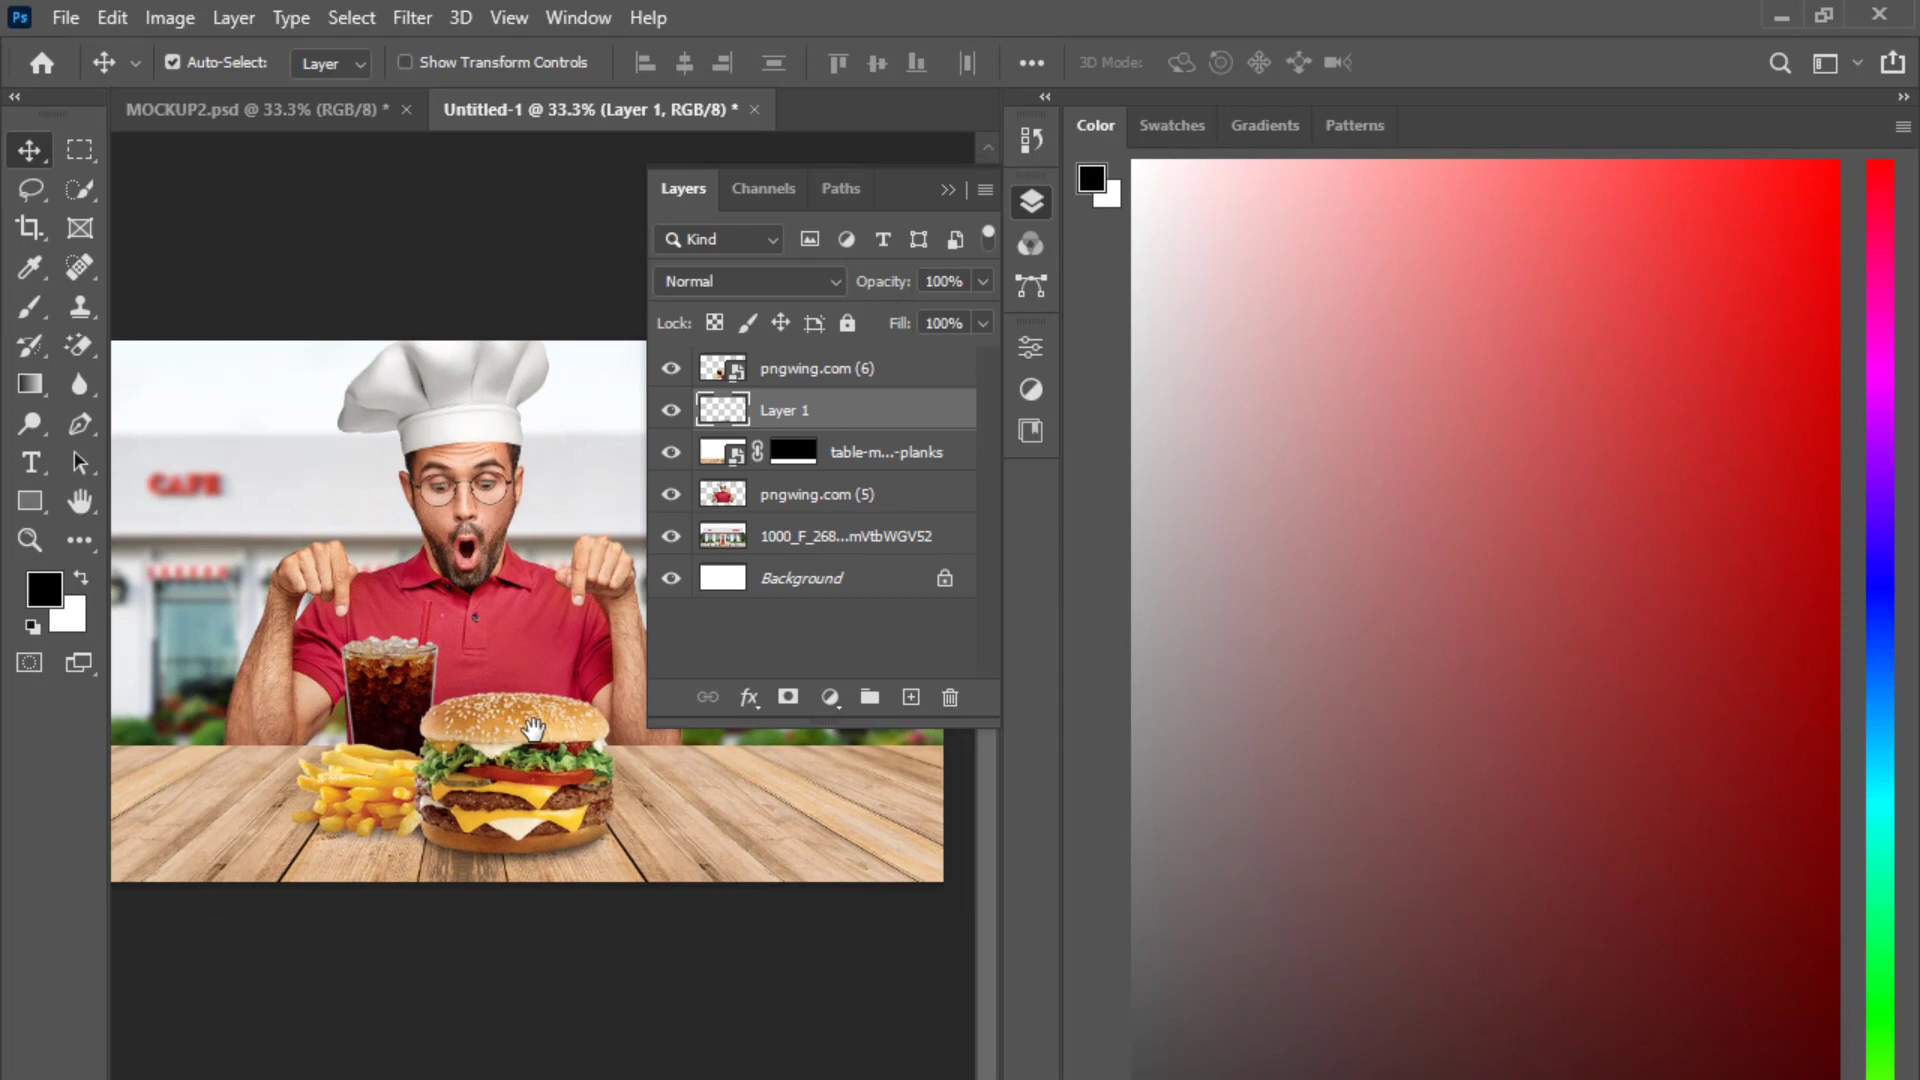 Ps File Edit Image Layer Type Select Filter 3D View Window Help
Auto-Select: Layer Show Transform Controls 3D Mode:
MOCKUP2.psd @ 33.3% (RGB/8) * Untitled-1 @ 33.3% (Layer 1, RGB/8) *
Color Swatches Gradients Patterns
Layers Channels Paths
Kind
Normal Opacity: 100%
Lock: Fill: 100%
pngwing.com (6)
Layer 1
table-m...-planks
pngwing.com (5)
1000_F_268...mVtbWGV52
Background
CAFE